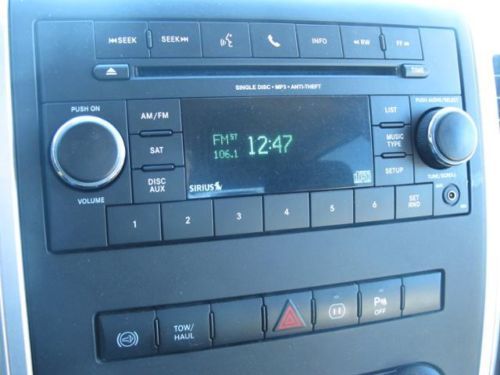 SEEK
SEEK
INFO
RW
FF
SINGLE DISC • MP3 • ANTI-THEFT
TIME
PUSH ON
VOLUME
AM/FM
SAT
DISC
AUX
FM ST 12:47
106.1
SIRIUS
LIST
MUSIC
TYPE
SETUP
PUSH AUDIO/SELECT
TUNE/SCROLL
1 2 3 4 5 6
SET
RND
TOW/
HAUL
P
OFF